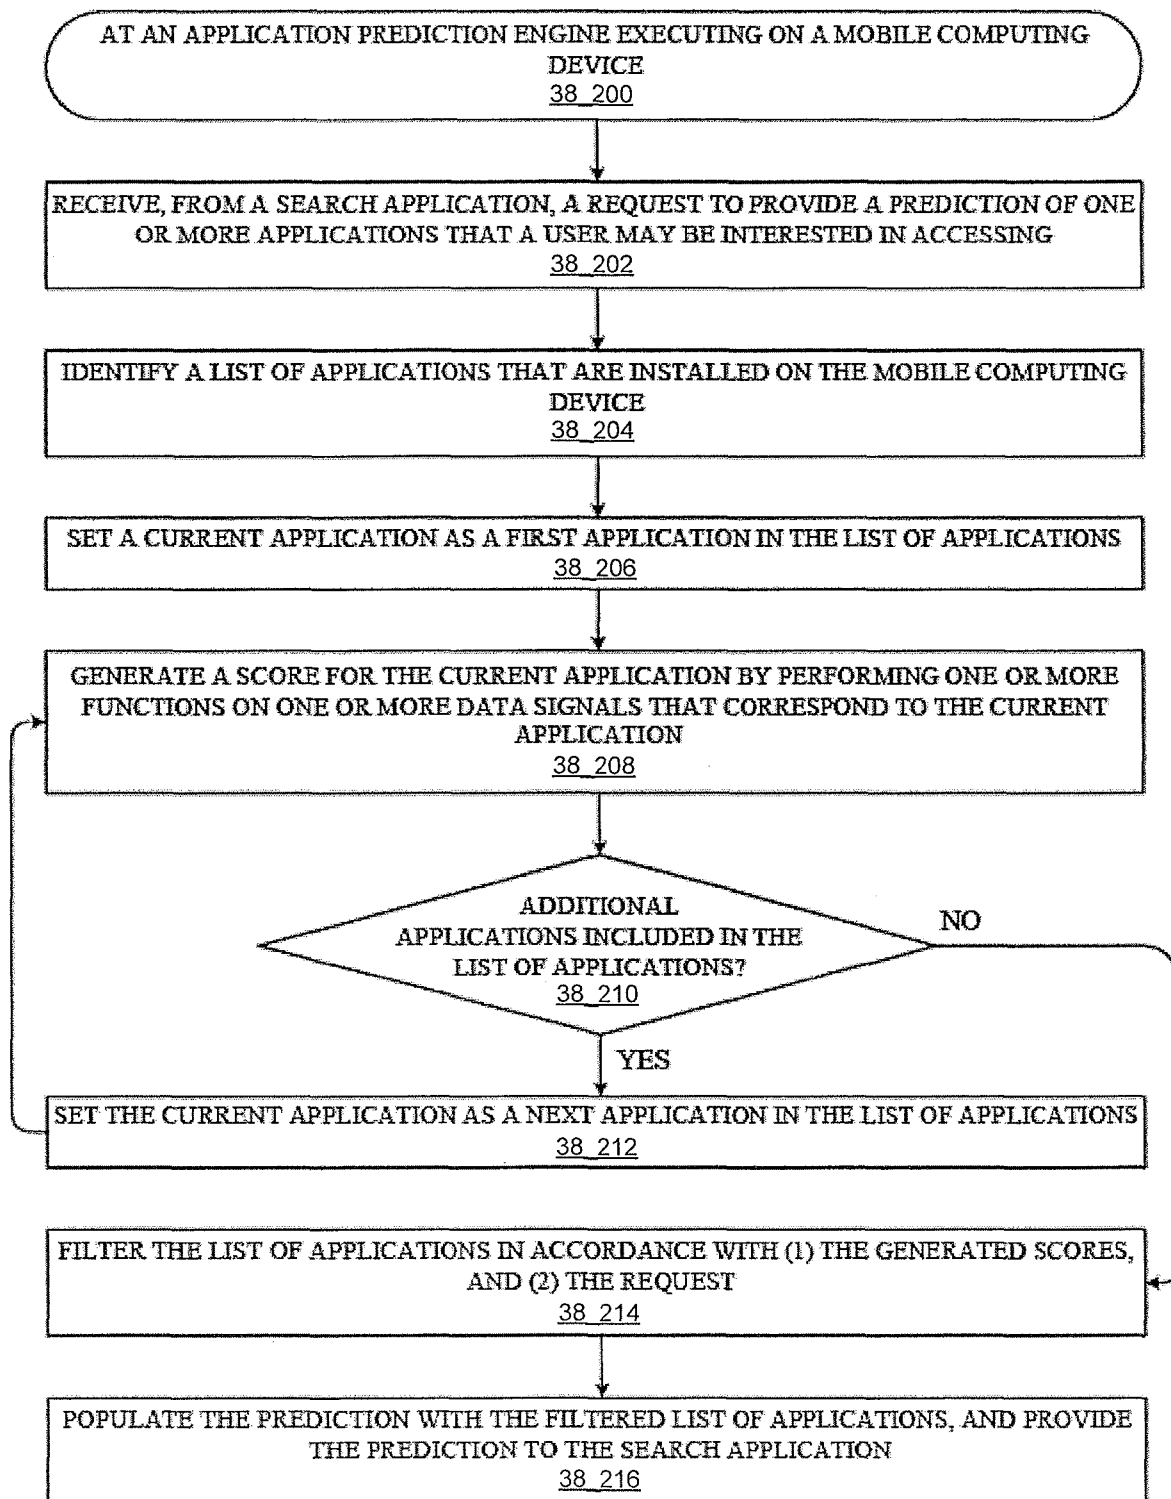 AT AN APPLICATION PREDICTION ENGINE EXECUTING ON A MOBILE COMPUTING
DEVICE
38_200
RECEIVE, FROM A SEARCH APPLICATION, A REQUEST TO PROVIDE A PREDICTION OF ONE
OR MORE APPLICATIONS THAT A USER MAY BE INTERESTED IN ACCESSING
38_202
IDENTIFY A LIST OF APPLICATIONS THAT ARE INSTALLED ON THE MOBILE COMPUTING
DEVICE
38_204
SET A CURRENT APPLICATION AS A FIRST APPLICATION IN THE LIST OF APPLICATIONS
38_206
GENERATE A SCORE FOR THE CURRENT APPLICATION BY PERFORMING ONE OR MORE
FUNCTIONS ON ONE OR MORE DATA SIGNALS THAT CORRESPOND TO THE CURRENT
APPLICATION
38_208
ADDITIONAL
APPLICATIONS INCLUDED IN THE
LIST OF APPLICATIONS?
38_210
NO
YES
SET THE CURRENT APPLICATION AS A NEXT APPLICATION IN THE LIST OF APPLICATIONS
38_212
FILTER THE LIST OF APPLICATIONS IN ACCORDANCE WITH (1) THE GENERATED SCORES,
AND (2) THE REQUEST
38_214
POPULATE THE PREDICTION WITH THE FILTERED LIST OF APPLICATIONS, AND PROVIDE
THE PREDICTION TO THE SEARCH APPLICATION
38_216